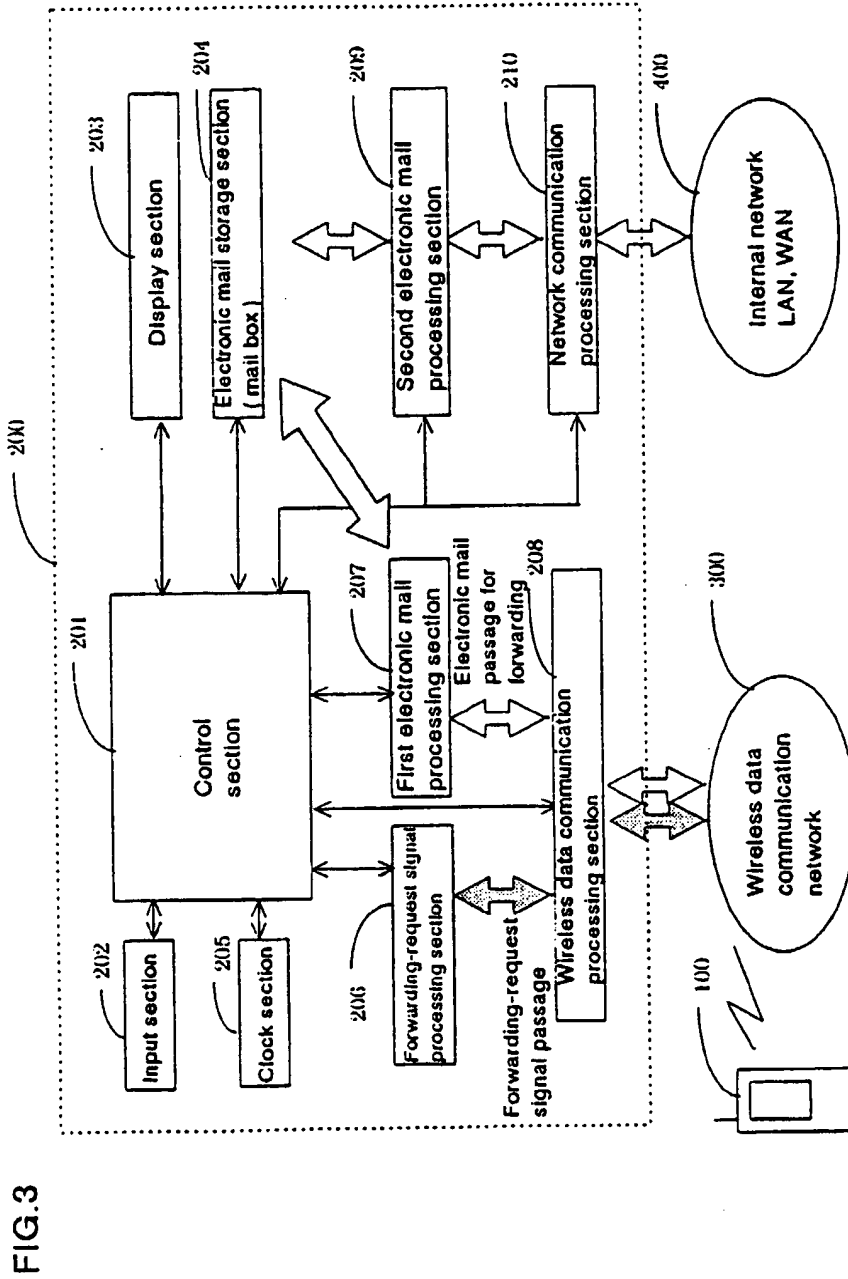 FIG.3
200
201
Control
section
202
Input section
205
Clock section
203
Display section
204
Electronic mail storage section
( mail box )
206
Forwarding-request signal
processing section
207
First electronic mail
processing section
209
Second electronic mail
processing section
Forwarding-request
signal passage
Electronic mail
passage for
forwarding
208
Wireless data communication
processing section
210
Network communication
processing section
100
300
Wireless data
communication
network
400
Internal network
LAN, WAN